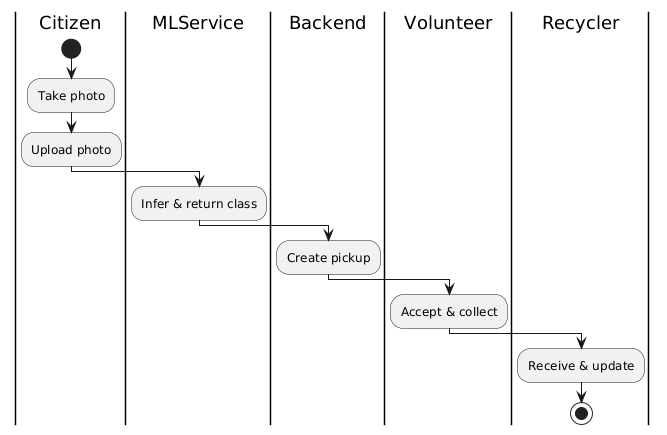 Citizen MLService Backend Volunteer Recycler
Take photo
Upload photo
Infer & return class
Create pickup
Accept & collect
Receive & update